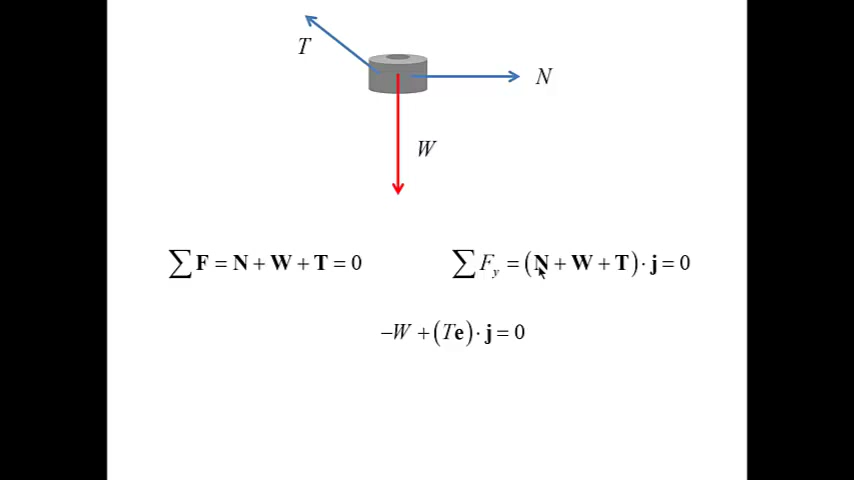 T
N
W
∑ F = N + W + T = 0
∑ F_y = (N + W + T) · j = 0
−W + (Te) · j = 0